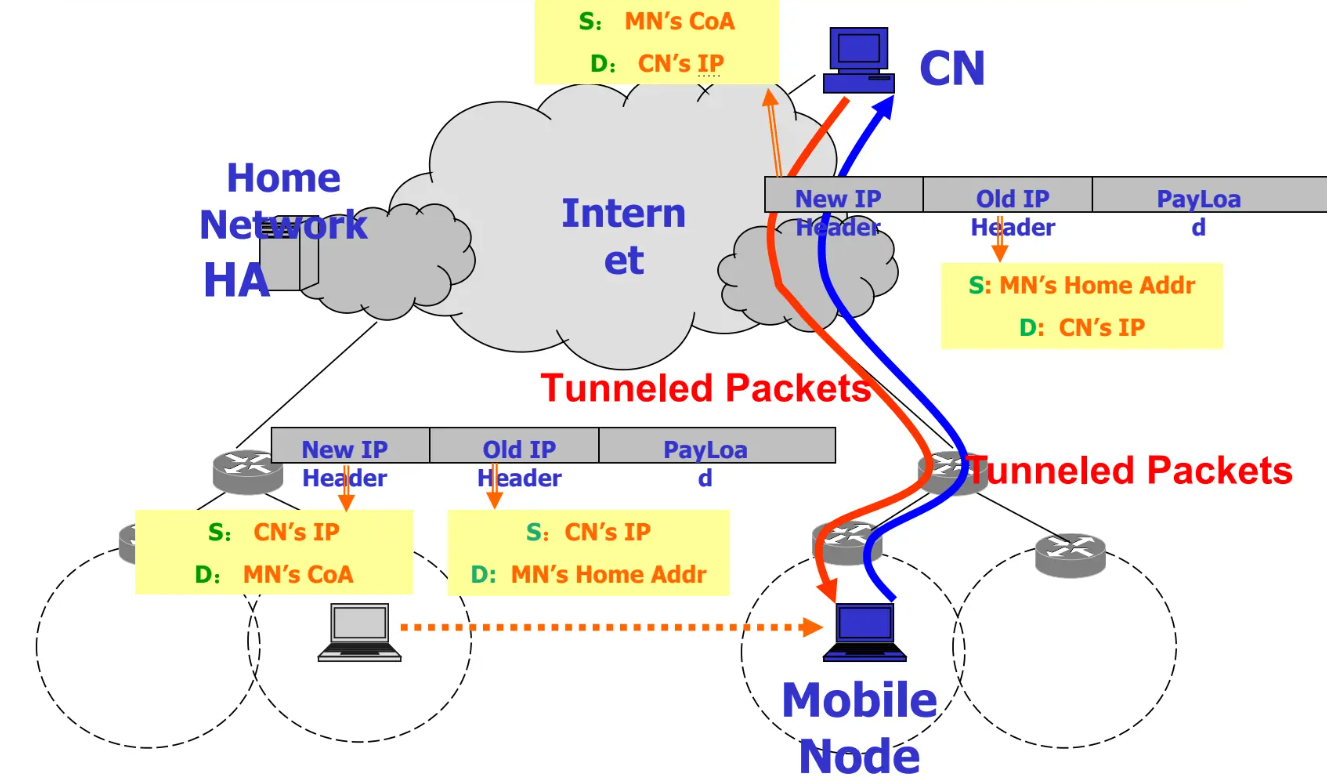 S： MN’s CoA
D： CN’s IP
CN
Home
Network
HA
Intern
et
New IP
Header
Old IP
Header
PayLoa
d
S: MN’s Home Addr
D: CN’s IP
Tunneled Packets
New IP
Header
Old IP
Header
PayLoa
d
Tunneled Packets
S： CN’s IP
D： MN’s CoA
S: CN’s IP
D: MN’s Home Addr
Mobile
Node